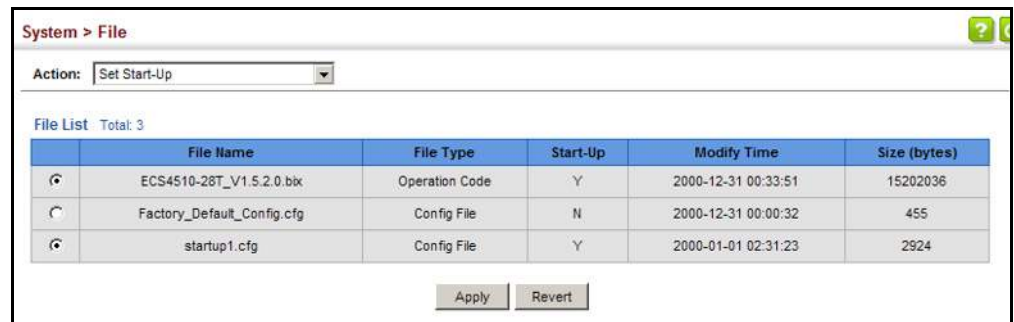 System > File
?
Action: Set Start-Up
File List Total: 3
File Name File Type Start-Up Modify Time Size (bytes)
ECS4510-28T_V1.5.2.0.bix Operation Code Y 2000-12-31 00:33:51 15202036
Factory_Default_Config.cfg Config File N 2000-12-31 00:00:32 455
startup1.cfg Config File Y 2000-01-01 02:31:23 2924
Apply Revert